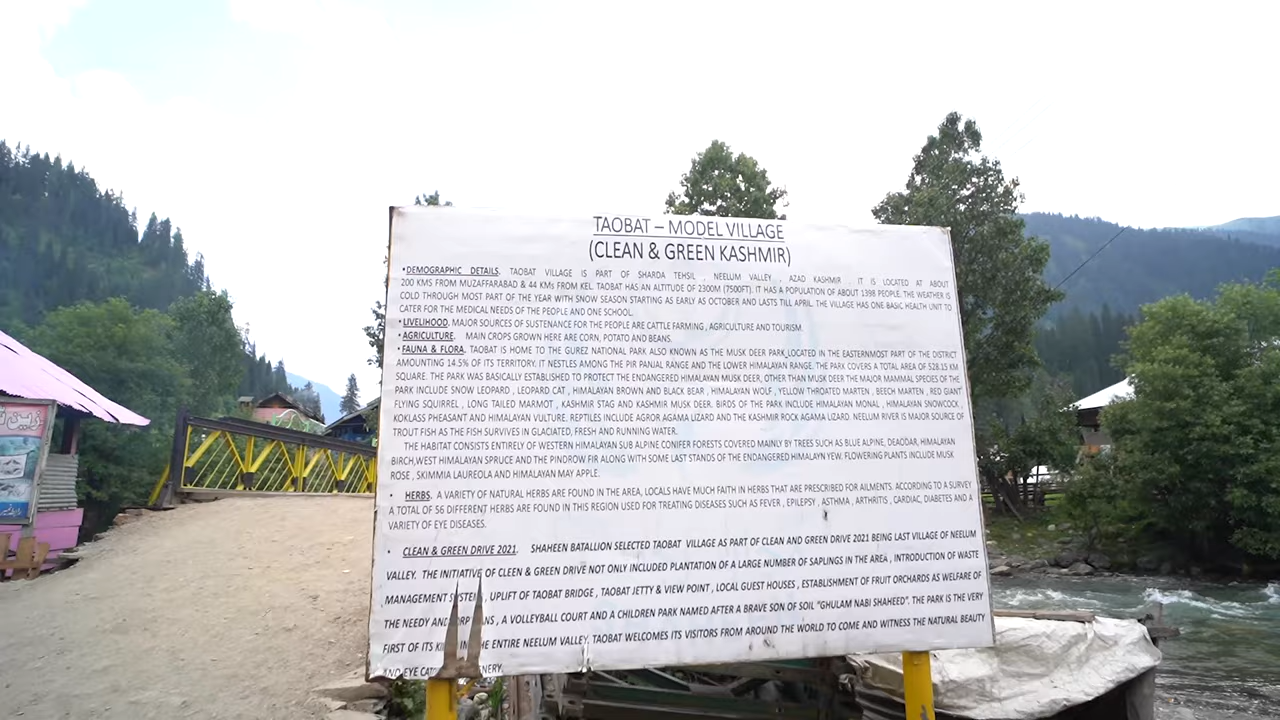 TAOBAT – MODEL VILLAGE
(CLEAN & GREEN KASHMIR)
•DEMOGRAPHIC DETAILS. TAOBAT VILLAGE IS PART OF SHARDA TEHSIL , NEELUM VALLEY , AZAD KASHMIR . IT IS LOCATED AT ABOUT
200 KMS FROM MUZAFFARABAD & 44 KMs FROM KEL. TAOBAT HAS AN ALTITUDE OF 2300M (7500FT). IT HAS A POPULATION OF ABOUT 1398 PEOPLE. THE WEATHER IS
COLD THROUGH MOST PART OF THE YEAR WITH SNOW SEASON STARTING AS EARLY AS OCTOBER AND LASTS TILL APRIL. THE VILLAGE HAS ONE BASIC HEALTH UNIT TO
CATER FOR THE MEDICAL NEEDS OF THE PEOPLE AND ONE SCHOOL.
•LIVELIHOOD. MAJOR SOURCES OF SUSTENANCE FOR THE PEOPLE ARE CATTLE FARMING , AGRICULTURE AND TOURISM.
•AGRICULTURE. MAIN CROPS GROWN HERE ARE CORN, POTATO AND BEANS.
•FAUNA & FLORA. TAOBAT IS HOME TO THE GUREZ NATIONAL PARK ALSO KNOWN AS THE MUSK DEER PARK LOCATED IN THE EASTERNMOST PART OF THE DISTRICT
AMOUNTING 14.5% OF ITS TERRITORY. IT NESTLES AMONG THE PIR PANJAL RANGE AND THE LOWER HIMALAYAN RANGE. THE PARK COVERS A TOTAL AREA OF 528.15 KM
SQUARE. THE PARK WAS BASICALLY ESTABLISHED TO PROTECT THE ENDANGERED HIMALAYAN MUSK DEER, OTHER THAN MUSK DEER THE MAJOR MAMMAL SPECIES OF THE
PARK INCLUDE SNOW LEOPARD , LEOPARD CAT , HIMALAYAN BROWN AND BLACK BEAR , HIMALAYAN WOLF , YELLOW THROATED MARTEN , BEECH MARTEN , RED GIANT
FLYING SQUIRREL , LONG TAILED MARMOT , KASHMIR STAG AND KASHMIR MUSK DEER. BIRDS OF THE PARK INCLUDE HIMALAYAN MONAL , HIMALAYAN SNOWCOCK ,
KOKLASS PHEASANT AND HIMALAYAN VULTURE. REPTILES INCLUDE AGROR AGAMA LIZARD AND THE KASHMIR ROCK AGAMA LIZARD. NEELUM RIVER IS MAJOR SOURCE OF
TROUT FISH AS THE FISH SURVIVES IN GLACIATED, FRESH AND RUNNING WATER.
THE HABITAT CONSISTS ENTIRELY OF WESTERN HIMALAYAN SUB ALPINE CONIFER FORESTS COVERED MAINLY BY TREES SUCH AS BLUE ALPINE, DEAODAR, HIMALAYAN
BIRCH,WEST HIMALAYAN SPRUCE AND THE PINDROW FIR ALONG WITH SOME LAST STANDS OF THE ENDANGERED HIMALAYN YEW. FLOWERING PLANTS INCLUDE MUSK
ROSE , SKIMMIA LAUREOLA AND HIMALAYAN MAY APPLE.
• HERBS. A VARIETY OF NATURAL HERBS ARE FOUND IN THE AREA, LOCALS HAVE MUCH FAITH IN HERBS THAT ARE PRESCRIBED FOR AILMENTS. ACCORDING TO A SURVEY
A TOTAL OF 56 DIFFERENT HERBS ARE FOUND IN THIS REGION USED FOR TREATING DISEASES SUCH AS FEVER , EPILEPSY , ASTHMA , ARTHRITIS , CARDIAC, DIABETES AND A
VARIETY OF EYE DISEASES.
• CLEAN & GREEN DRIVE 2021. SHAHEEN BATALLION SELECTED TAOBAT VILLAGE AS PART OF CLEAN AND GREEN DRIVE 2021 BEING LAST VILLAGE OF NEELUM
VALLEY. THE INITIATIVE OF CLEEN & GREEN DRIVE NOT ONLY INCLUDED PLANTATION OF A LARGE NUMBER OF SAPLINGS IN THE AREA , INTRODUCTION OF WASTE
MANAGEMENT SYSTEM, UPLIFT OF TAOBAT BRIDGE , TAOBAT JETTY & VIEW POINT , LOCAL GUEST HOUSES , ESTABLISHMENT OF FRUIT ORCHARDS AS WELFARE OF
THE NEEDY AND ORPHANS , A VOLLEYBALL COURT AND A CHILDREN PARK NAMED AFTER A BRAVE SON OF SOIL "GHULAM NABI SHAHEED". THE PARK IS THE VERY
FIRST OF ITS KIND IN THE ENTIRE NEELUM VALLEY. TAOBAT WELCOMES ITS VISITORS FROM AROUND THE WORLD TO COME AND WITNESS THE NATURAL BEAUTY
AND EYE